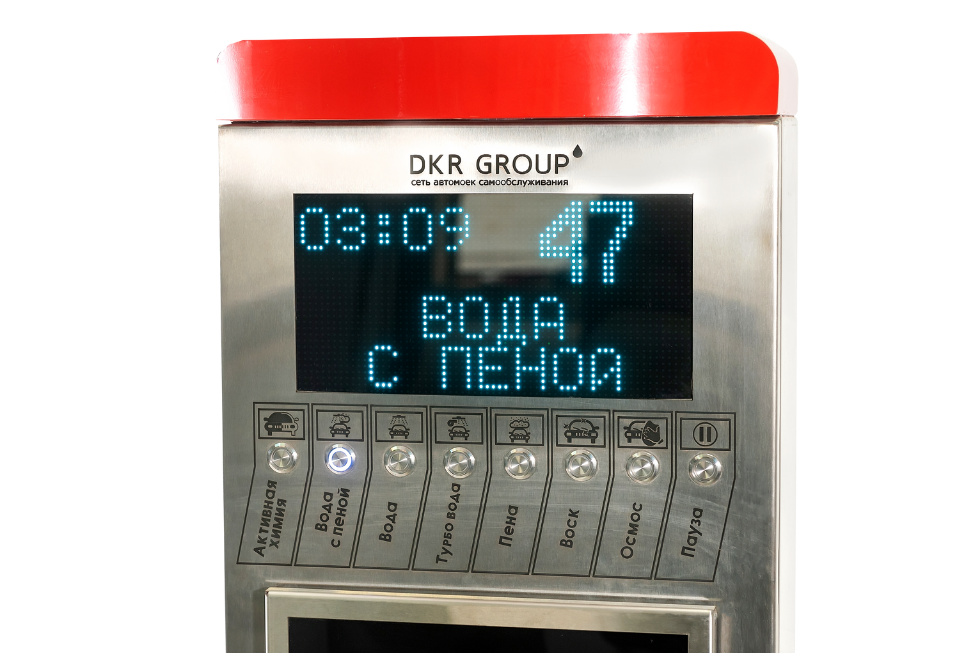 DKR GROUP
сеть автомоек самообслуживания
03:09 47
ВОДА
С ПЕНОЙ
Активная
химия
Вода
с пеной
Вода
Турбо вода
Пена
Воск
Осмос
Пауза